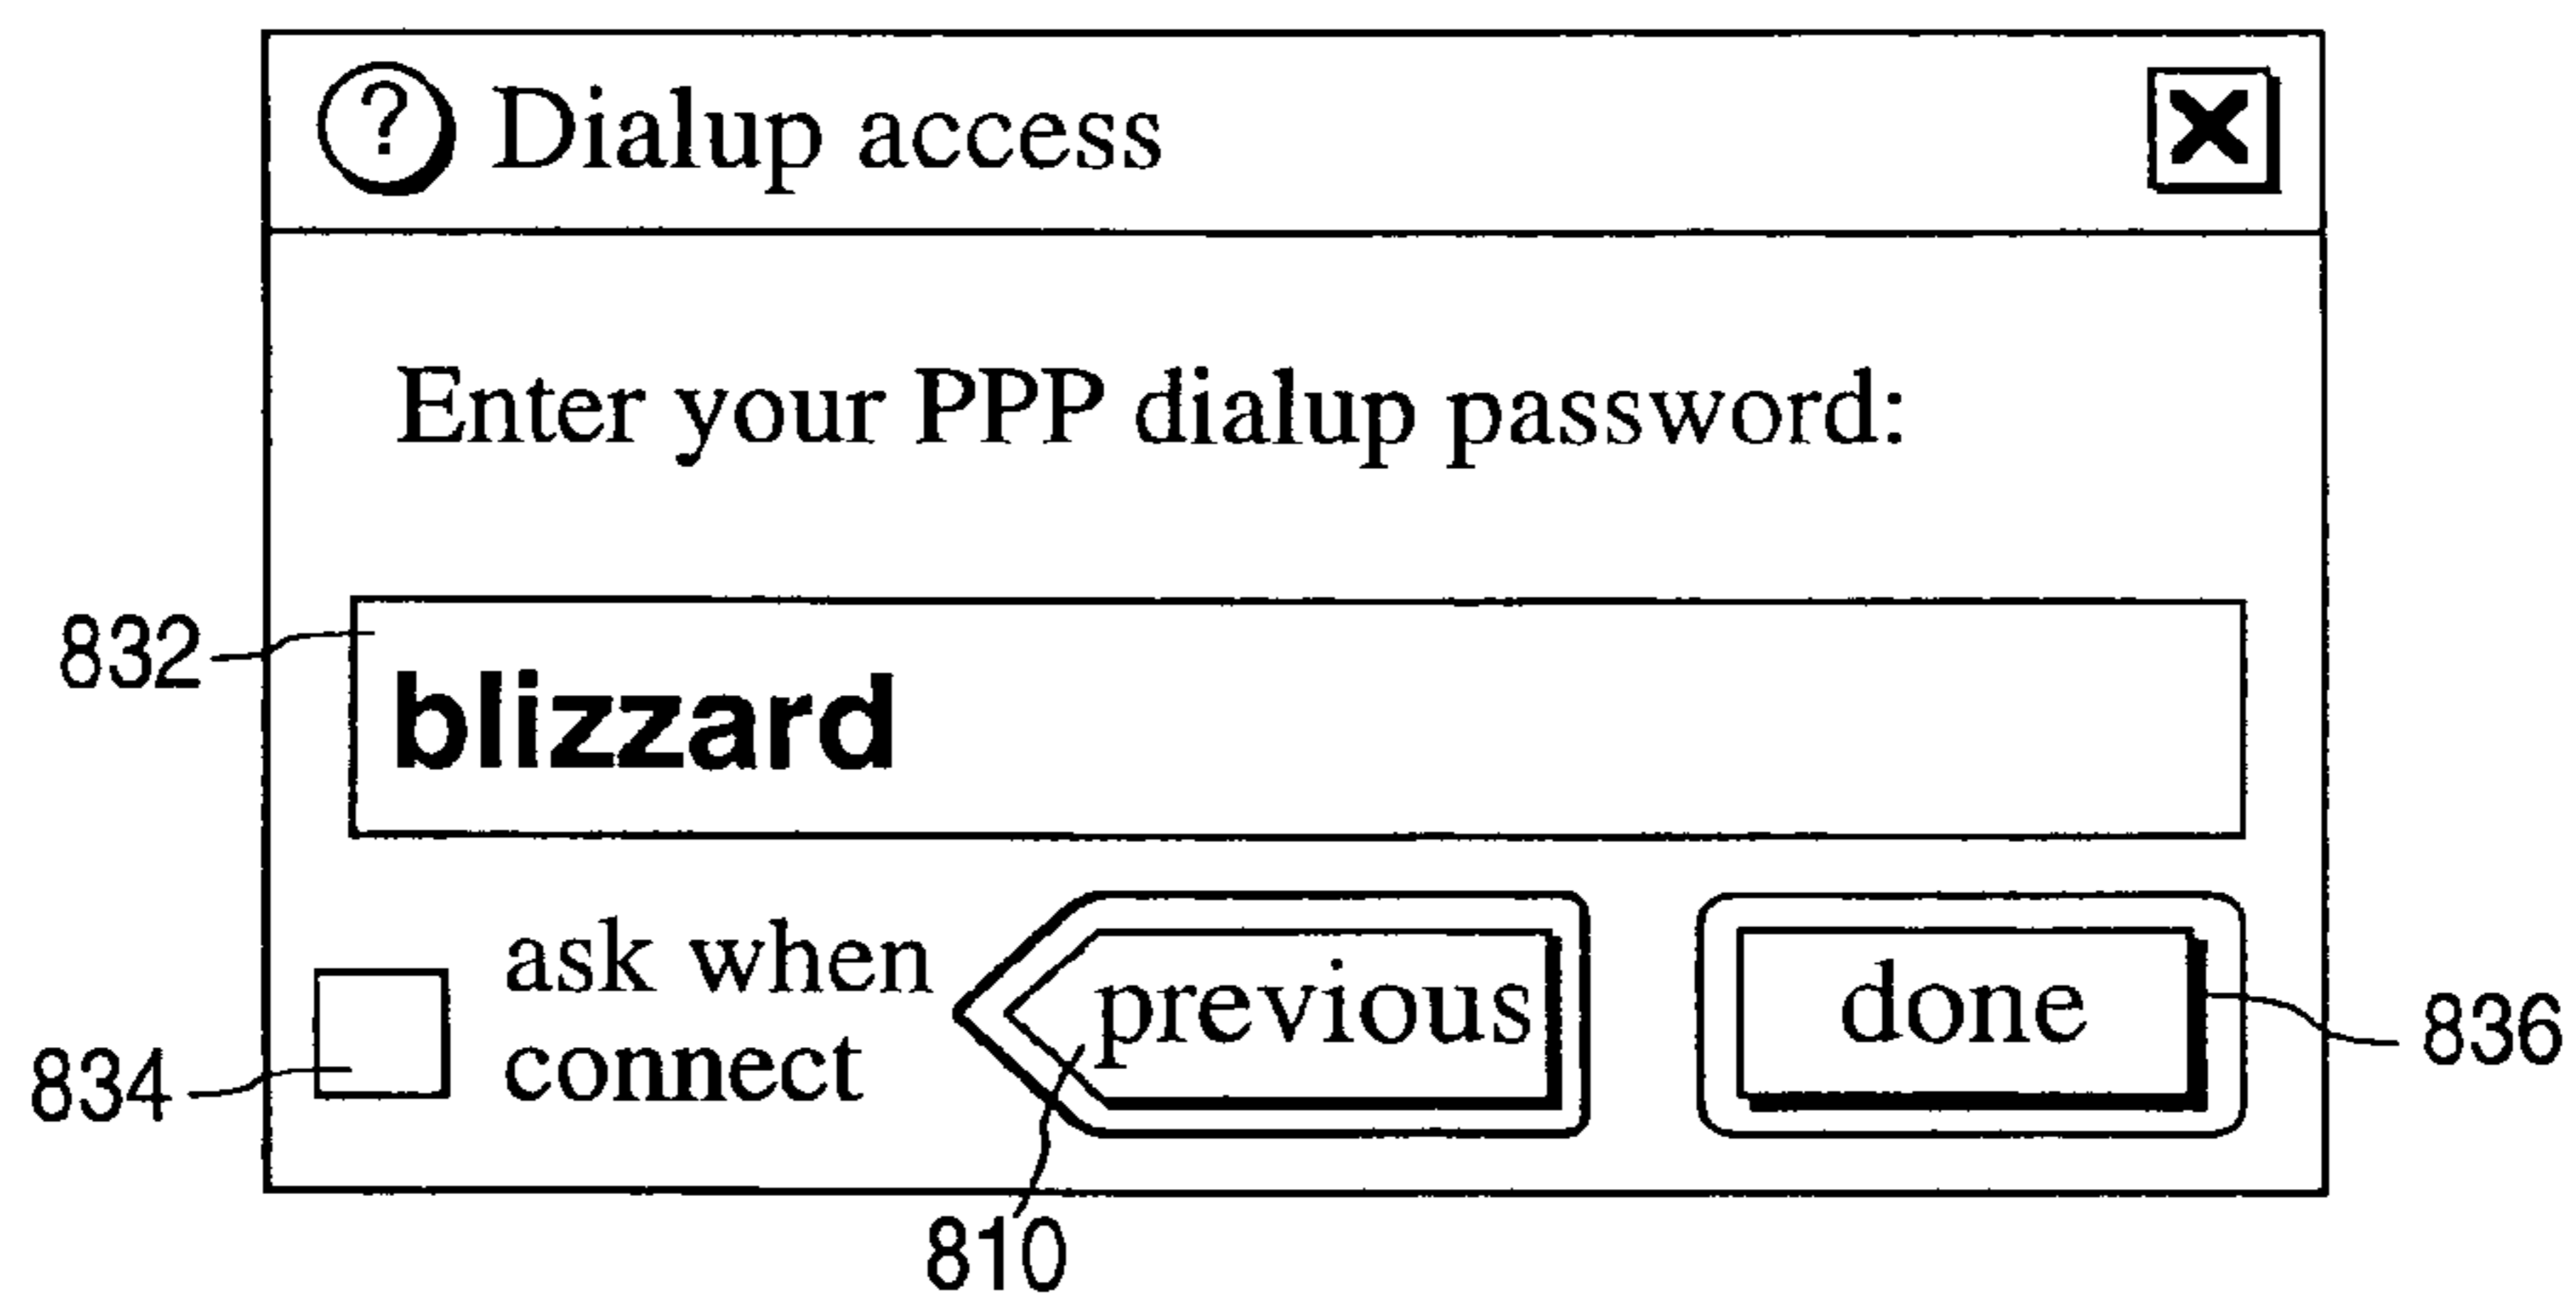 ? Dialup access
Enter your PPP dialup password:
832
blizzard
ask when
connect
previous
done
834
836
810